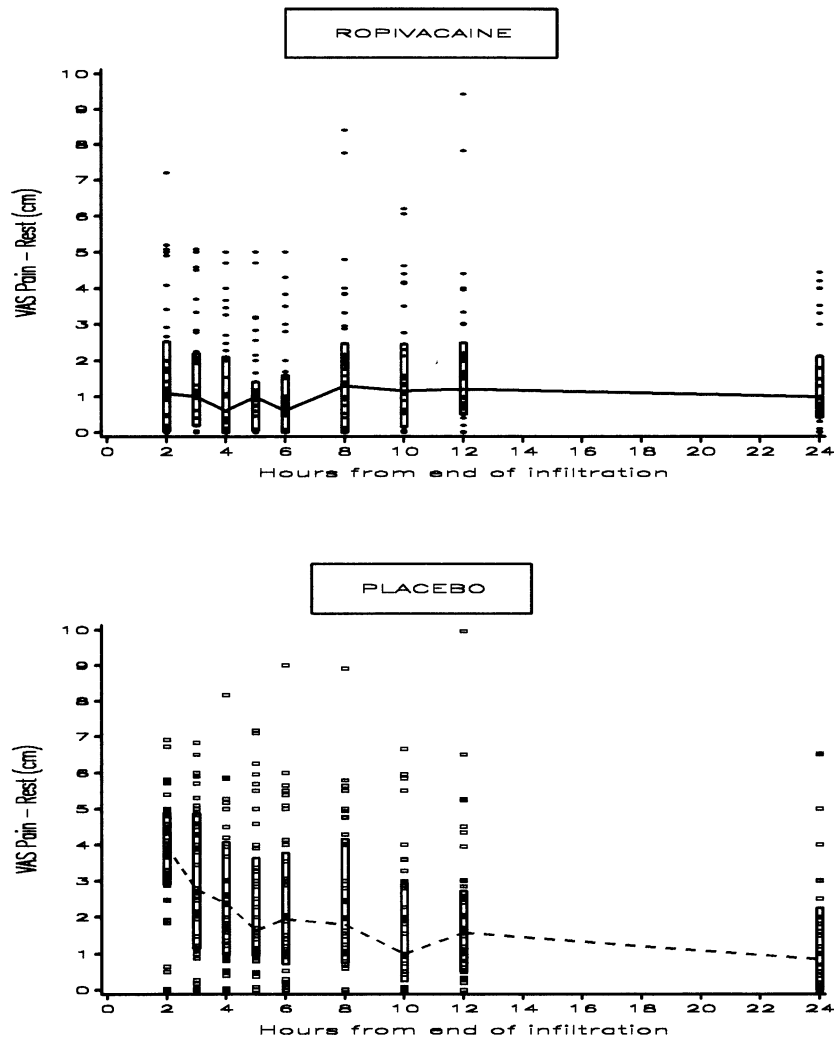 ROPIVACAINE
VAS Pain – Rest (cm)
10
9
8
7
6
5
4
3
2
1
0
0 2 4 6 8 10 12 14 16 18 20 22 24
Hours from end of infiltration
PLACEBO
VAS Pain – Rest (cm)
10
9
8
7
6
5
4
3
2
1
0
0 2 4 6 8 10 12 14 16 18 20 22 24
Hours from end of infiltration